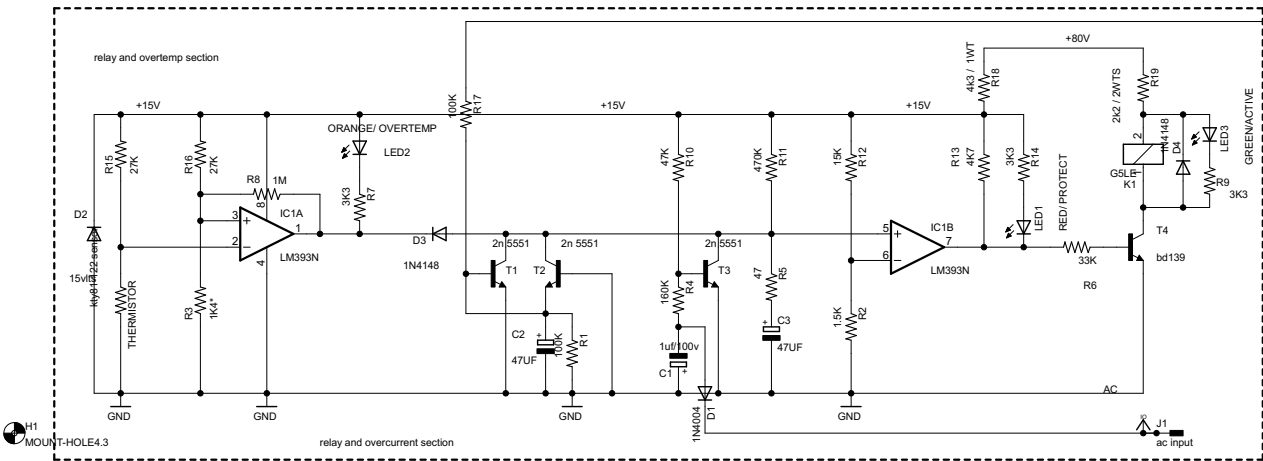 relay and overtemp section
+15V
R15
27K
R16
27K
R8
1M
ORANGE/ OVERTEMP
LED2
3K3
R7
8
3
2
1
4
IC1A
LM393N
D2
15vltz
THERMISTOR
R3
1K4*
GND
GND
100K
R17
D3
1N4148
+15V
2n 5551
T1
2n 5551
T2
C2
47UF
100K
R1
GND
47K
R10
160K
R4
1uf/100v
C1
2n 5551
T3
D1
1N4004
470K
R11
47
R5
C3
47UF
15K
R12
1.5K
R2
GND
+15V
5
6
7
IC1B
LM393N
4k3 / 1WT
R18
R13
4K7
3K3
R14
LED1
RED/ PROTECT
33K
R6
+80V
2k2 / 2WTS
R19
2
1
G5LE
K1
1N4148
D4
LED3
GREEN/ACTIVE
R9
3K3
T4
bd139
AC
J1
ac input
H1
MOUNT-HOLE4.3
relay and overcurrent section